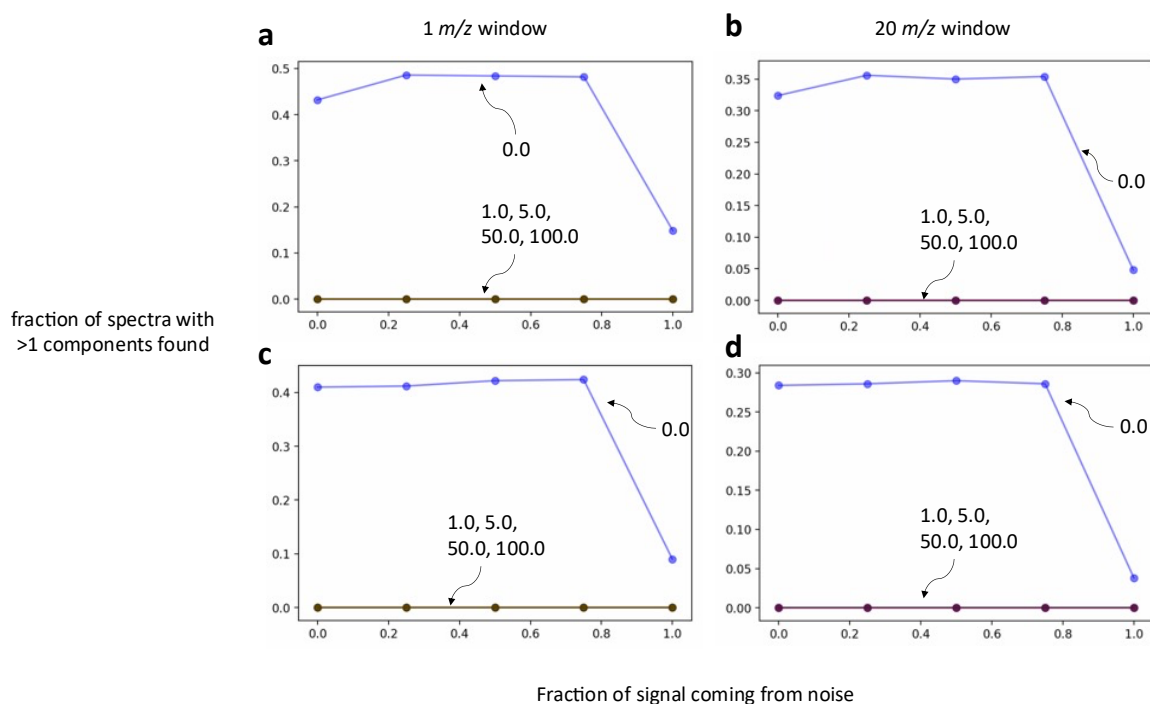 a
1 m/z window
b
20 m/z window
0.5
0.4
0.3
0.2
0.1
0.0
0.0
1.0, 5.0,
50.0, 100.0
0.0 0.2 0.4 0.6 0.8 1.0
0.35
0.30
0.25
0.20
0.15
0.10
0.05
0.00
0.0
1.0, 5.0,
50.0, 100.0
0.0 0.2 0.4 0.6 0.8 1.0
fraction of spectra with
>1 components found
c
0.4
0.3
0.2
0.1
0.0
0.0
1.0, 5.0,
50.0, 100.0
0.0 0.2 0.4 0.6 0.8 1.0
d
0.30
0.25
0.20
0.15
0.10
0.05
0.00
0.0
1.0, 5.0,
50.0, 100.0
0.0 0.2 0.4 0.6 0.8 1.0
Fraction of signal coming from noise